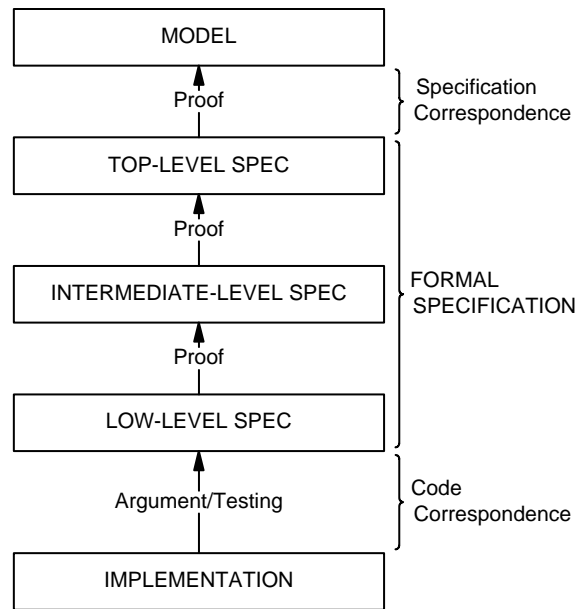 MODEL
Proof
Specification
Correspondence
TOP-LEVEL SPEC
Proof
INTERMEDIATE-LEVEL SPEC
FORMAL
SPECIFICATION
Proof
LOW-LEVEL SPEC
Argument/Testing
Code
Correspondence
IMPLEMENTATION